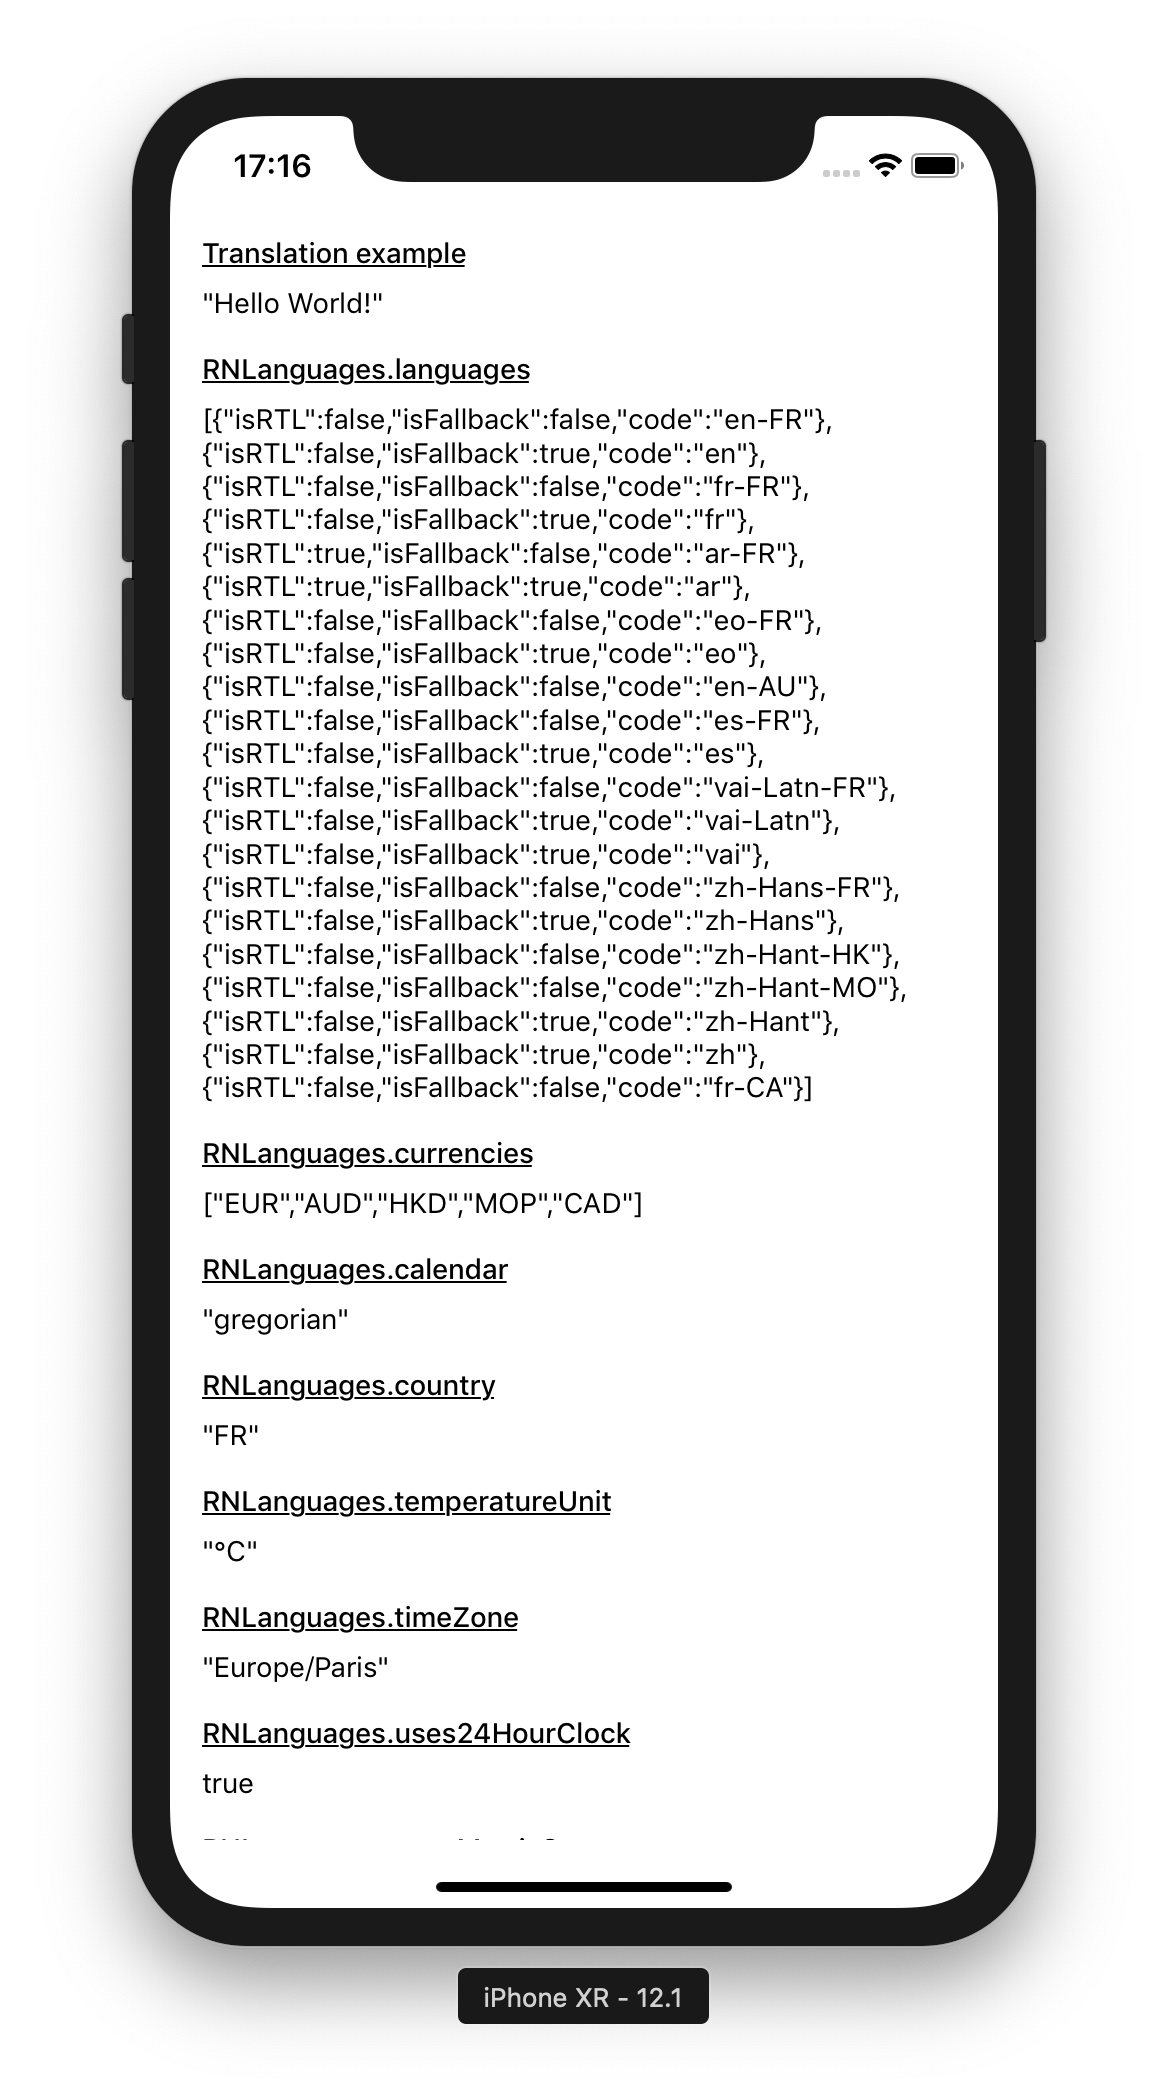 17:16
Translation example
"Hello World!"
RNLanguages.languages
[{"isRTL":false,"isFallback":false,"code":"en-FR"},
{"isRTL":false,"isFallback":true,"code":"en"},
{"isRTL":false,"isFallback":false,"code":"fr-FR"},
{"isRTL":false,"isFallback":true,"code":"fr"},
{"isRTL":true,"isFallback":false,"code":"ar-FR"},
{"isRTL":true,"isFallback":true,"code":"ar"},
{"isRTL":false,"isFallback":false,"code":"eo-FR"},
{"isRTL":false,"isFallback":true,"code":"eo"},
{"isRTL":false,"isFallback":false,"code":"en-AU"},
{"isRTL":false,"isFallback":false,"code":"es-FR"},
{"isRTL":false,"isFallback":true,"code":"es"},
{"isRTL":false,"isFallback":false,"code":"vai-Latn-FR"},
{"isRTL":false,"isFallback":true,"code":"vai-Latn"},
{"isRTL":false,"isFallback":true,"code":"vai"},
{"isRTL":false,"isFallback":false,"code":"zh-Hans-FR"},
{"isRTL":false,"isFallback":true,"code":"zh-Hans"},
{"isRTL":false,"isFallback":false,"code":"zh-Hant-HK"},
{"isRTL":false,"isFallback":false,"code":"zh-Hant-MO"},
{"isRTL":false,"isFallback":true,"code":"zh-Hant"},
{"isRTL":false,"isFallback":true,"code":"zh"},
{"isRTL":false,"isFallback":false,"code":"fr-CA"}]
RNLanguages.currencies
["EUR","AUD","HKD","MOP","CAD"]
RNLanguages.calendar
"gregorian"
RNLanguages.country
"FR"
RNLanguages.temperatureUnit
"°C"
RNLanguages.timeZone
"Europe/Paris"
RNLanguages.uses24HourClock
true
iPhone XR - 12.1